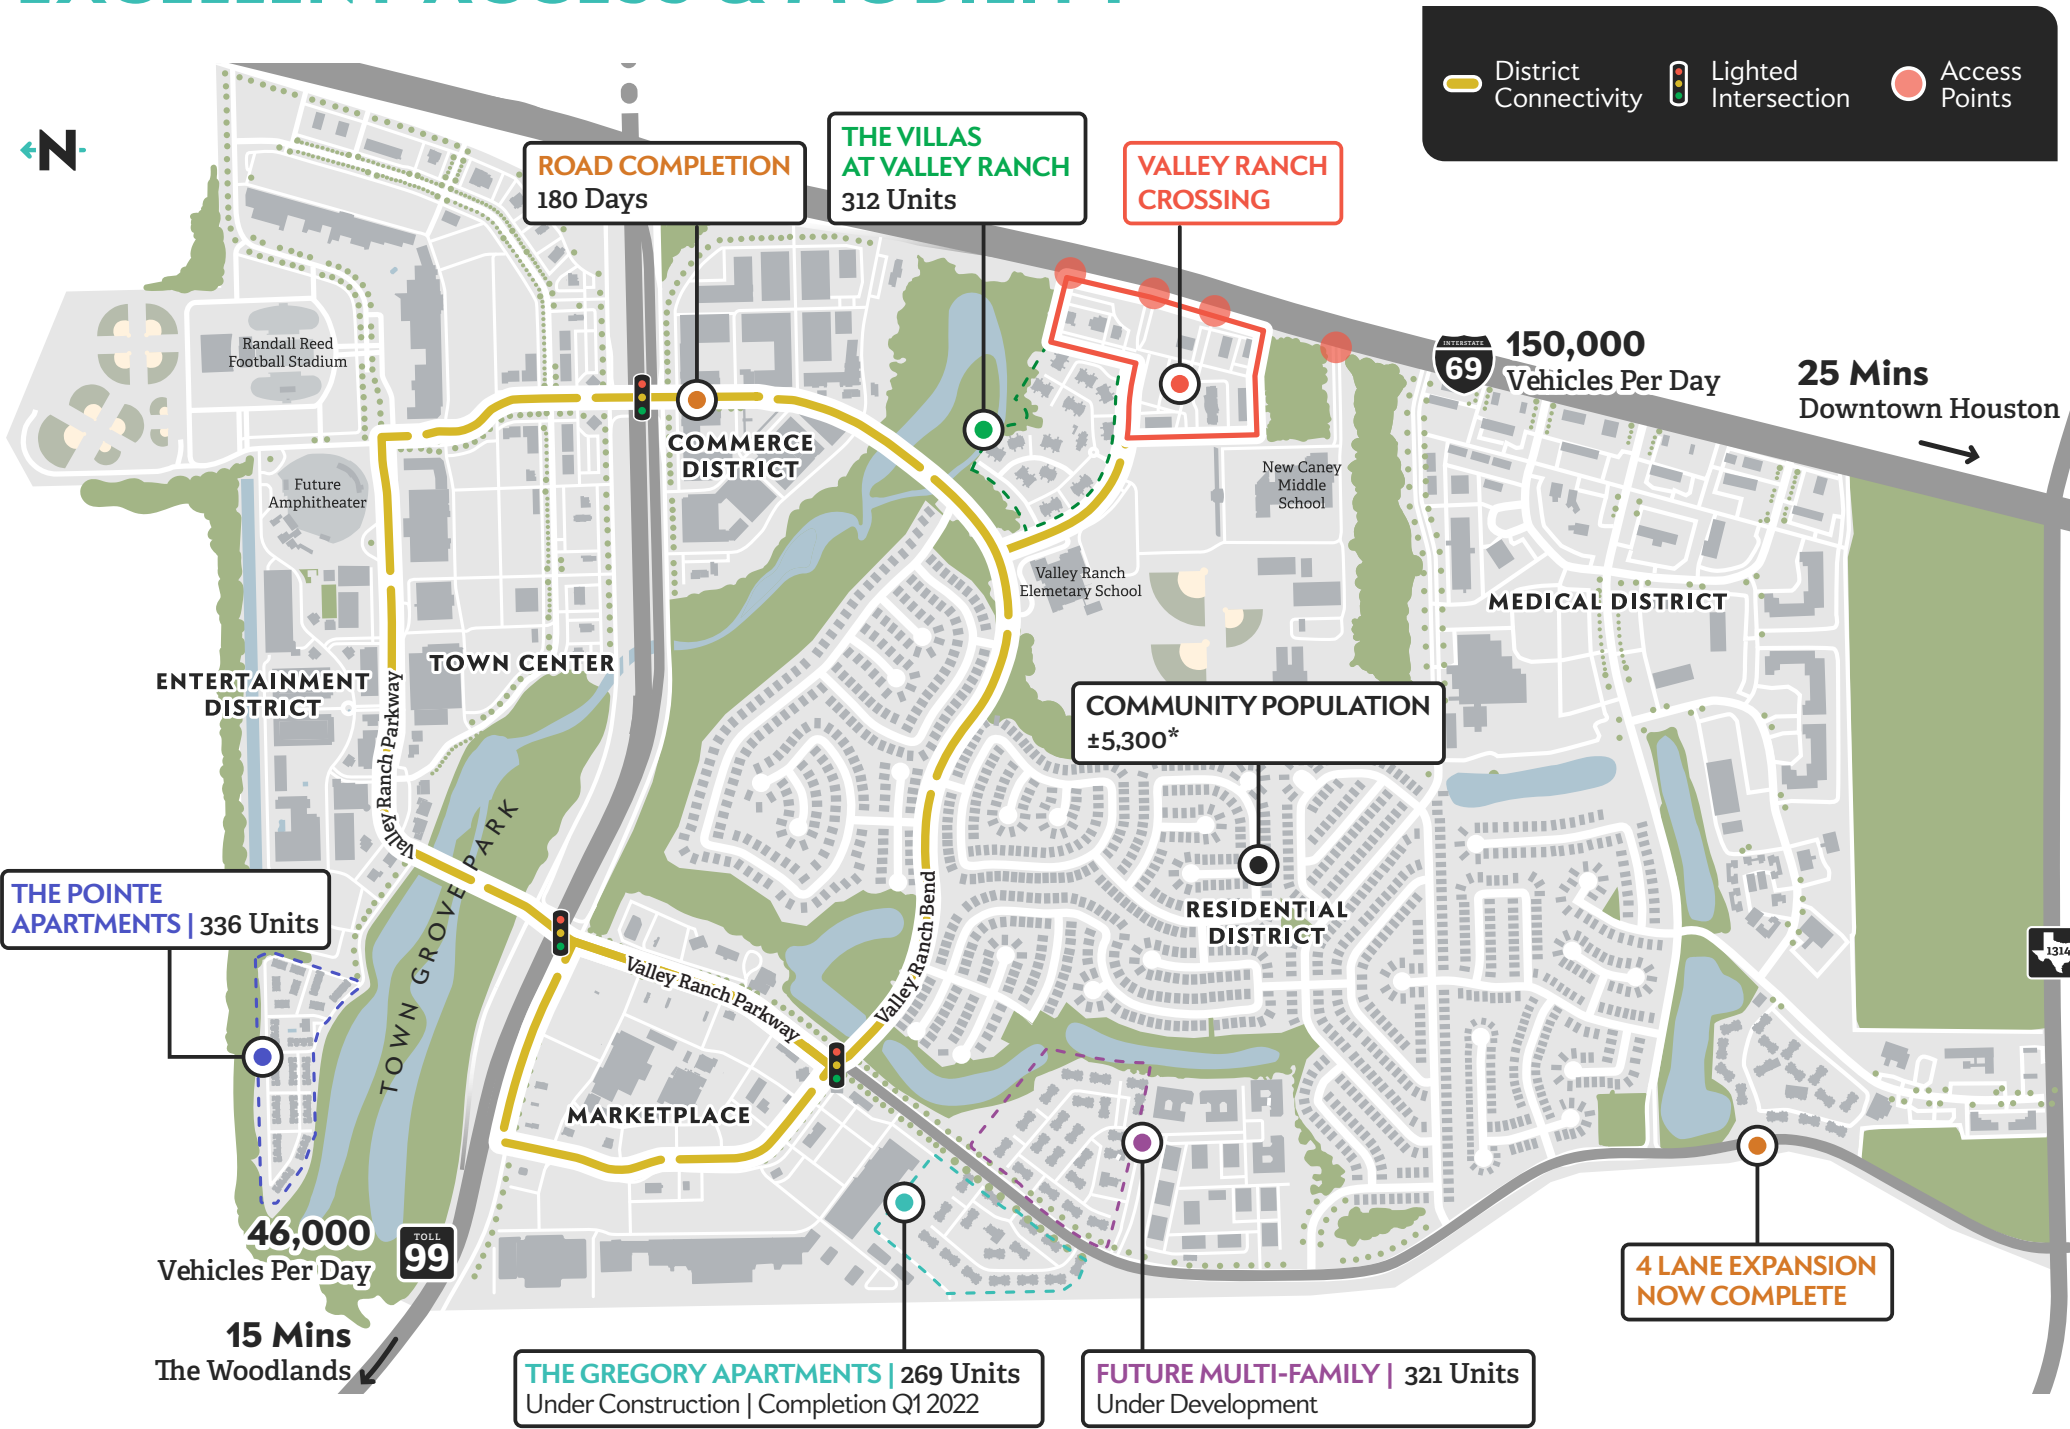 EXCELLENT ACCESS & MOBILITY
District
Connectivity
Lighted
Intersection
Access
Points
N
ROAD COMPLETION
180 Days
THE VILLAS
AT VALLEY RANCH
312 Units
VALLEY RANCH
CROSSING
Randall Reed
Football Stadium
INTERSTATE
69
150,000
Vehicles Per Day
25 Mins
Downtown Houston
COMMERCE
DISTRICT
Future
Amphitheater
New Caney
Middle
School
Valley Ranch
Elemetary School
MEDICAL DISTRICT
TOWN CENTER
ENTERTAINMENT
DISTRICT
Valley Ranch Parkway
COMMUNITY POPULATION
±5,300*
TOWN GROVE PARK
THE POINTE
APARTMENTS | 336 Units
RESIDENTIAL
DISTRICT
Valley Ranch Bend
Valley Ranch Parkway
1314
MARKETPLACE
46,000
Vehicles Per Day
TOLL
99
15 Mins
The Woodlands
4 LANE EXPANSION
NOW COMPLETE
THE GREGORY APARTMENTS | 269 Units
Under Construction | Completion Q1 2022
FUTURE MULTI-FAMILY | 321 Units
Under Development